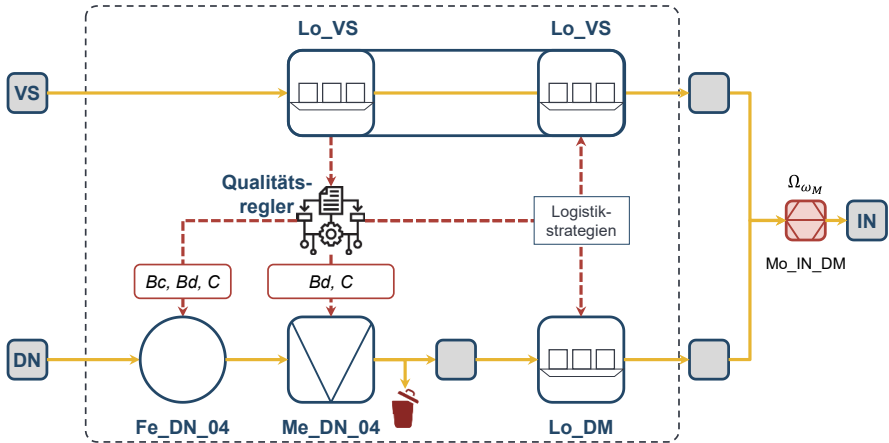 Lo_VS
Lo_VS
VS
Qualitäts-
regler
Logistik-
strategien
Ω_{ω_M}
IN
Mo_IN_DM
Bc, Bd, C
Bd, C
DN
Fe_DN_04
Me_DN_04
Lo_DM